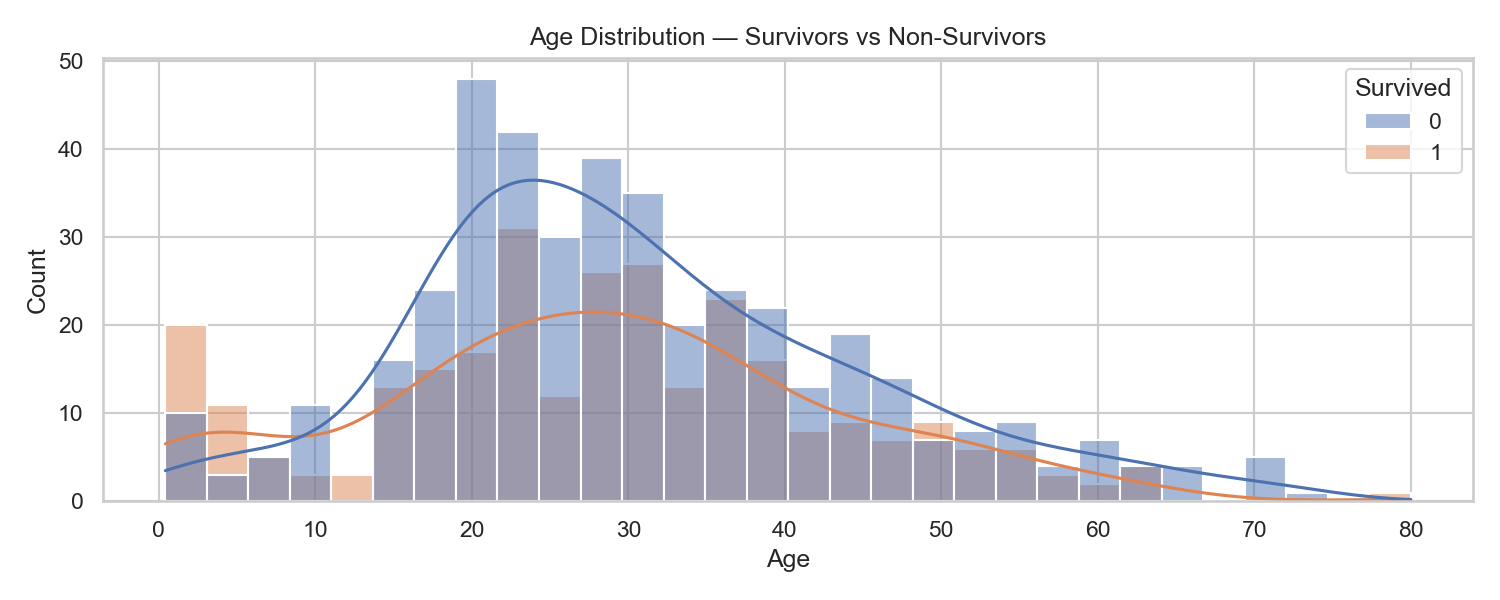 Age Distribution — Survivors vs Non-Survivors
50
40
30
20
10
0
Count
Survived
0
1
0 10 20 30 40 50 60 70 80
Age